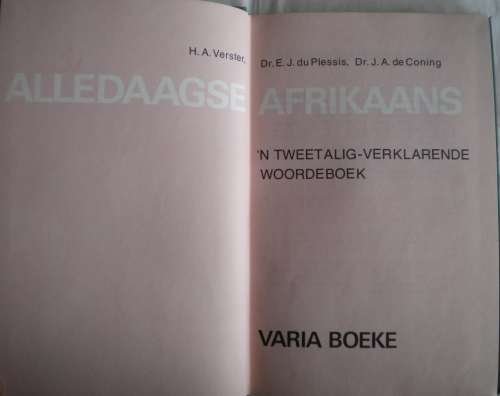 H. A. Verster, Dr. E. J. du Plessis, Dr. J. A. de Coning
ALLEDAAGSE AFRIKAANS
'N TWEETALIG-VERKLARENDE
WOORDEBOEK
VARIA BOEKE